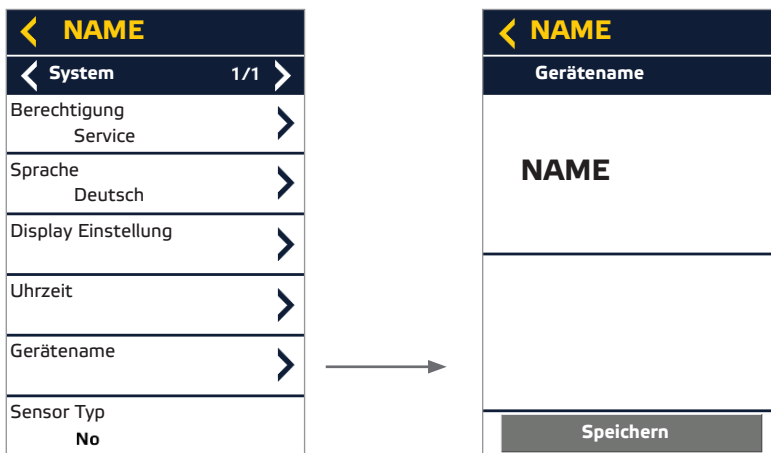 NAME
System 1/1
Berechtigung
Service
Sprache
Deutsch
Display Einstellung
Uhrzeit
Gerätename
Sensor Typ
No
NAME
Gerätename
NAME
Speichern